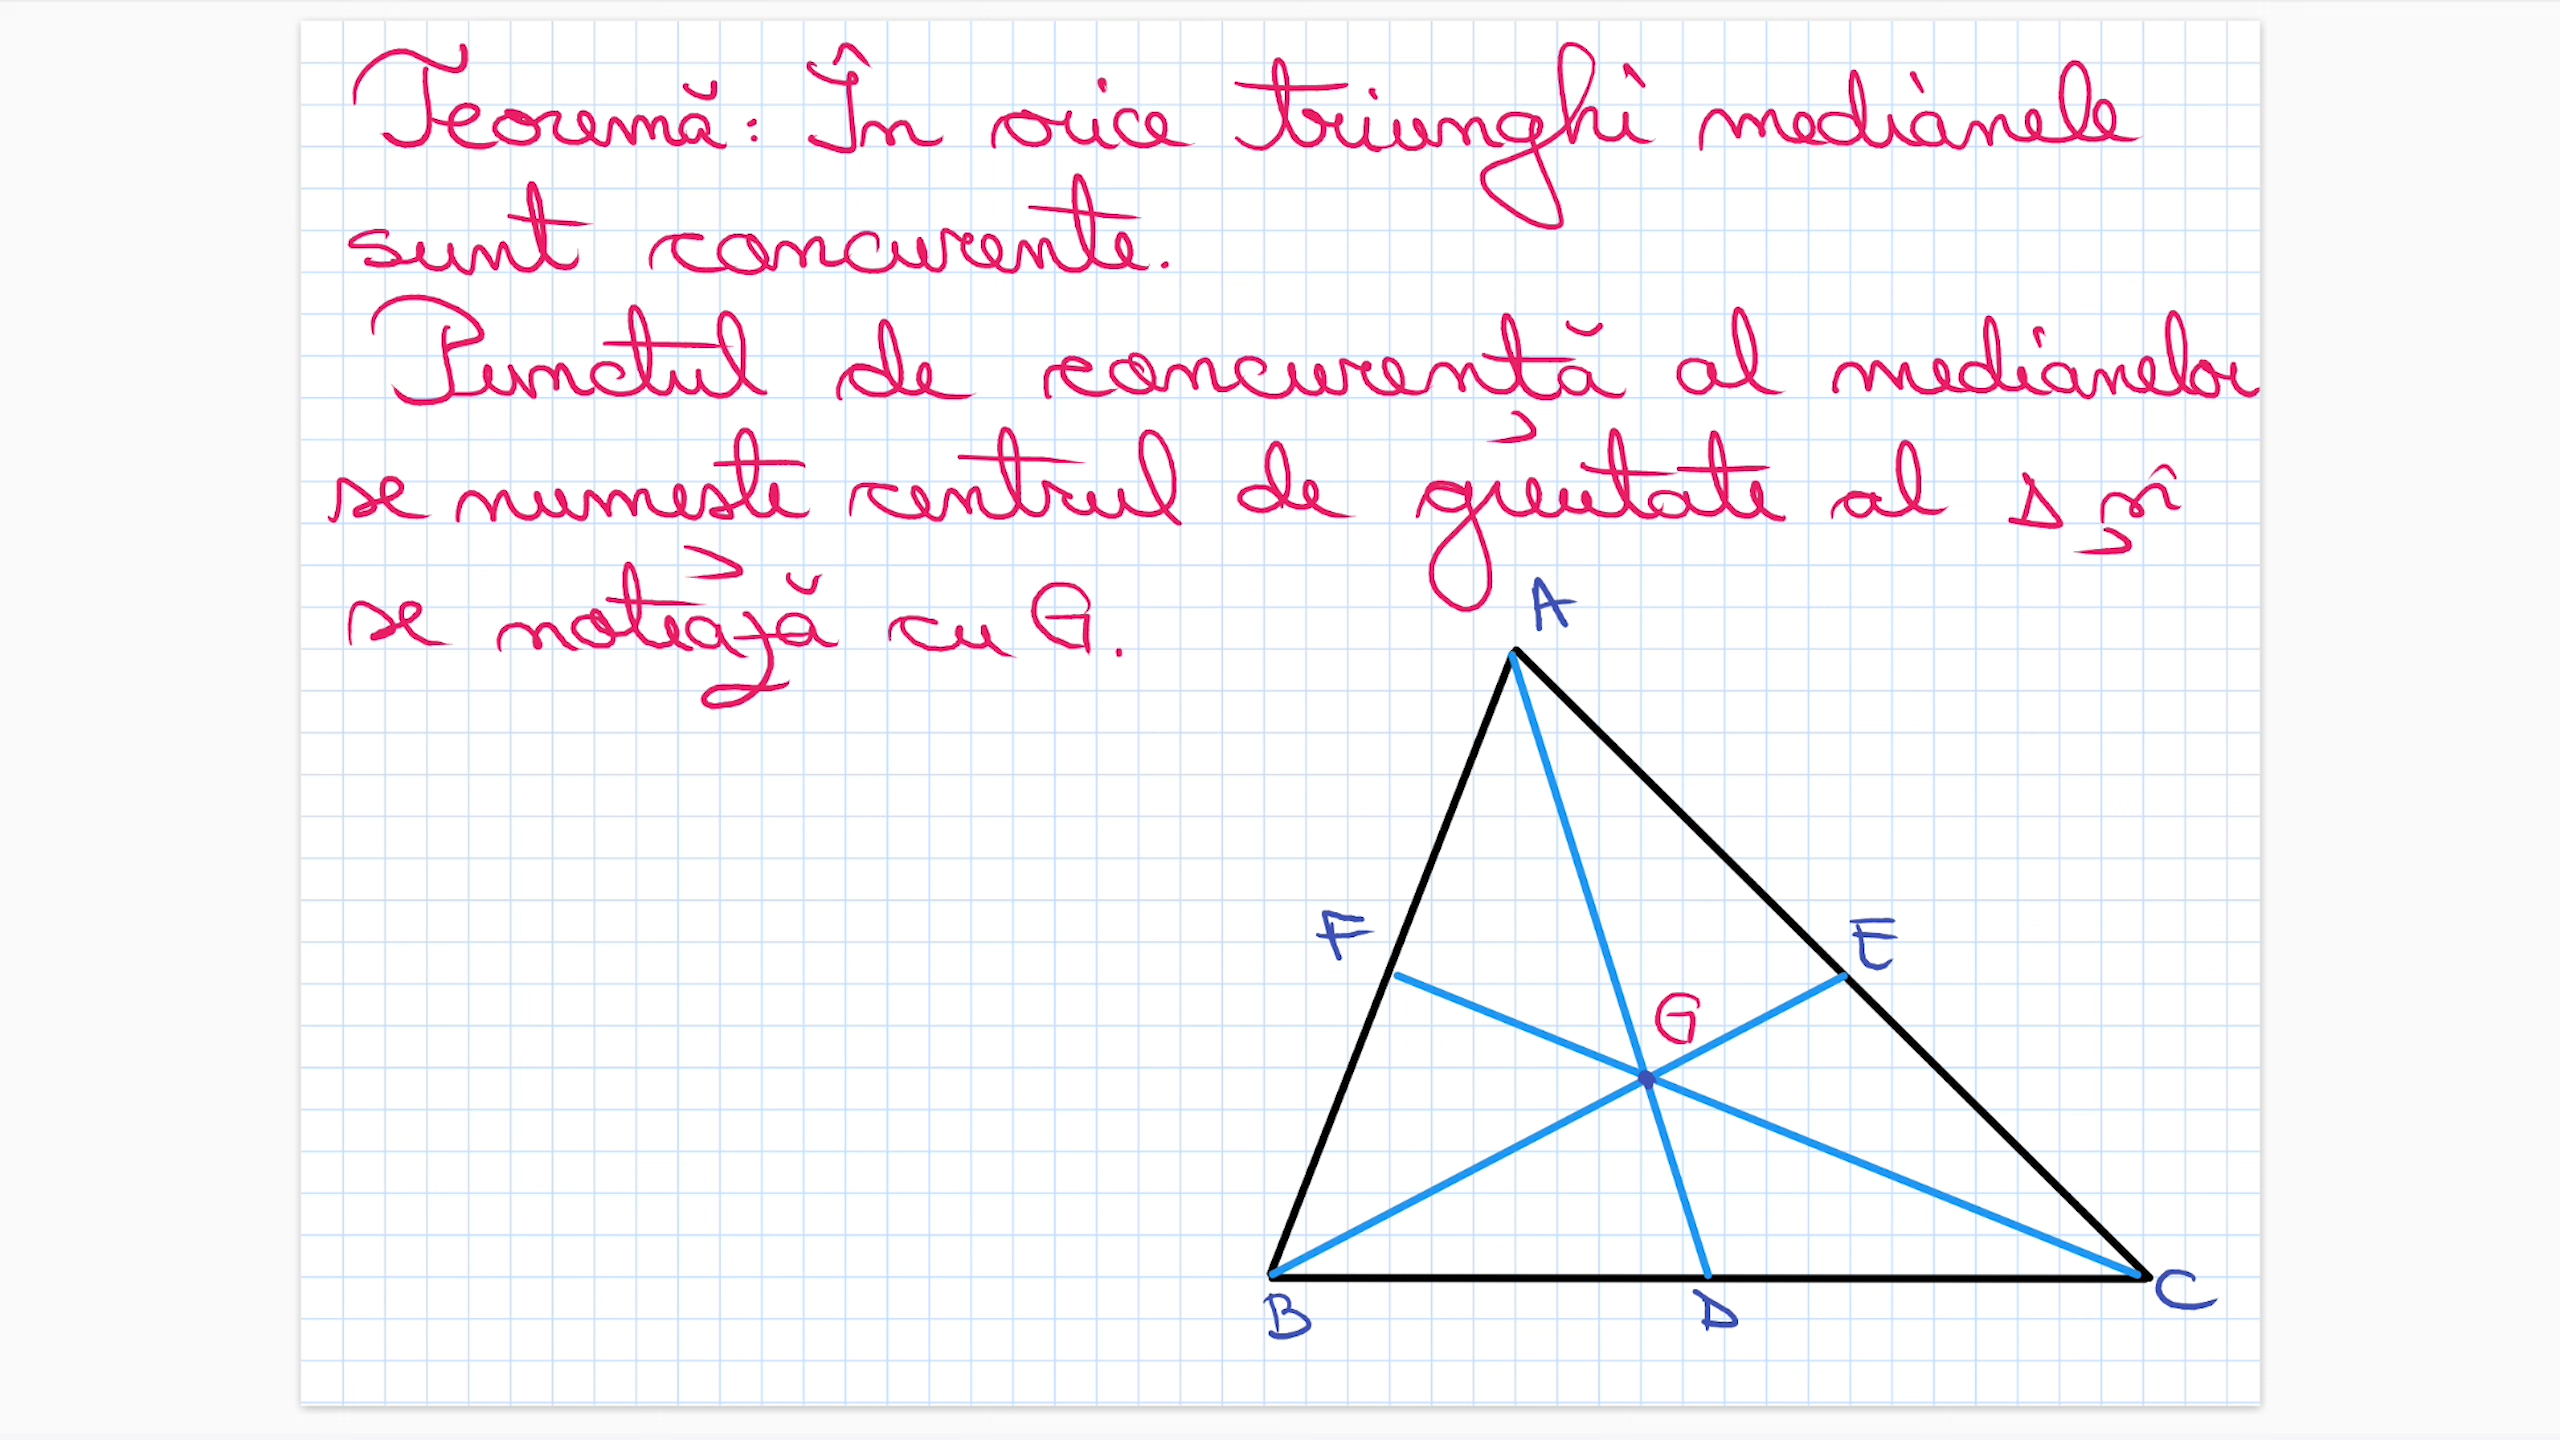 Teoremă: În orice triunghi medianele
sunt concurente.
Punctul de concurență al medianelor
se numește centrul de greutate al Δ și
se notează cu G.
A
F
E
G
B
D
C